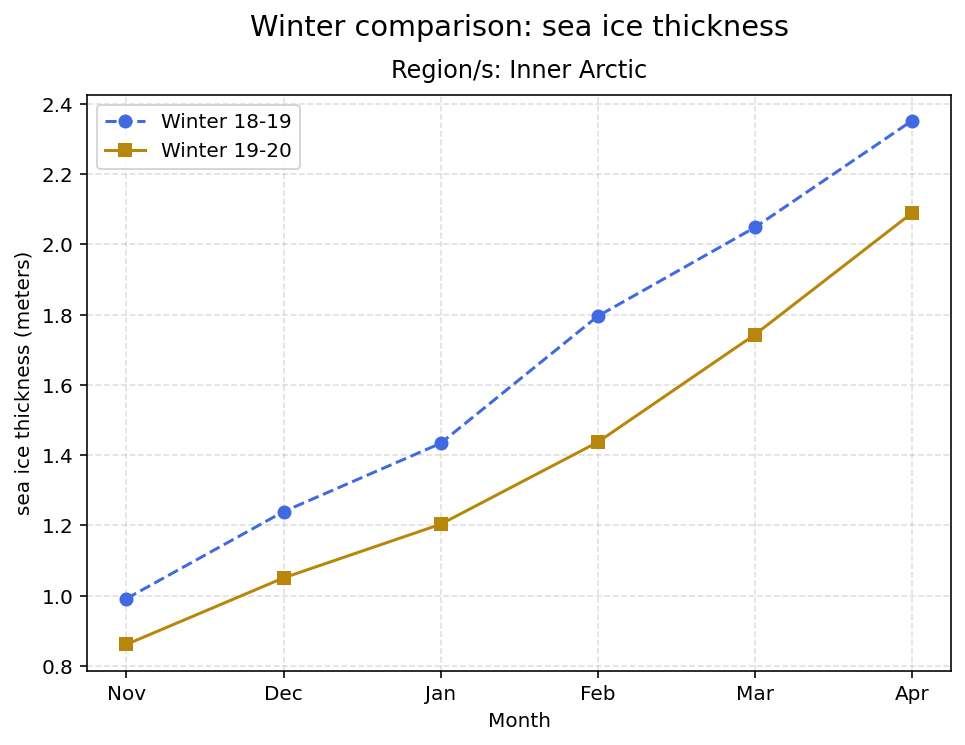 Winter comparison: sea ice thickness
Region/s: Inner Arctic
Winter 18-19
Winter 19-20
sea ice thickness (meters)
2.4
2.2
2.0
1.8
1.6
1.4
1.2
1.0
0.8
Nov Dec Jan Feb Mar Apr
Month